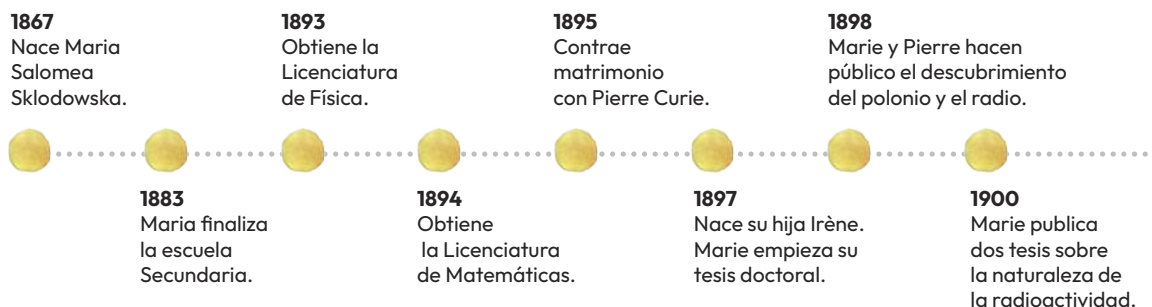 1867
Nace Maria
Salomea
Sklodowska.
1893
Obtiene la
Licenciatura
de Física.
1895
Contrae
matrimonio
con Pierre Curie.
1898
Marie y Pierre hacen
público el descubrimiento
del polonio y el radio.
1883
Maria finaliza
la escuela
Secundaria.
1894
Obtiene
la Licenciatura
de Matemáticas.
1897
Nace su hija Irène.
Marie empieza su
tesis doctoral.
1900
Marie publica
dos tesis sobre
la naturaleza de
la radioactividad.